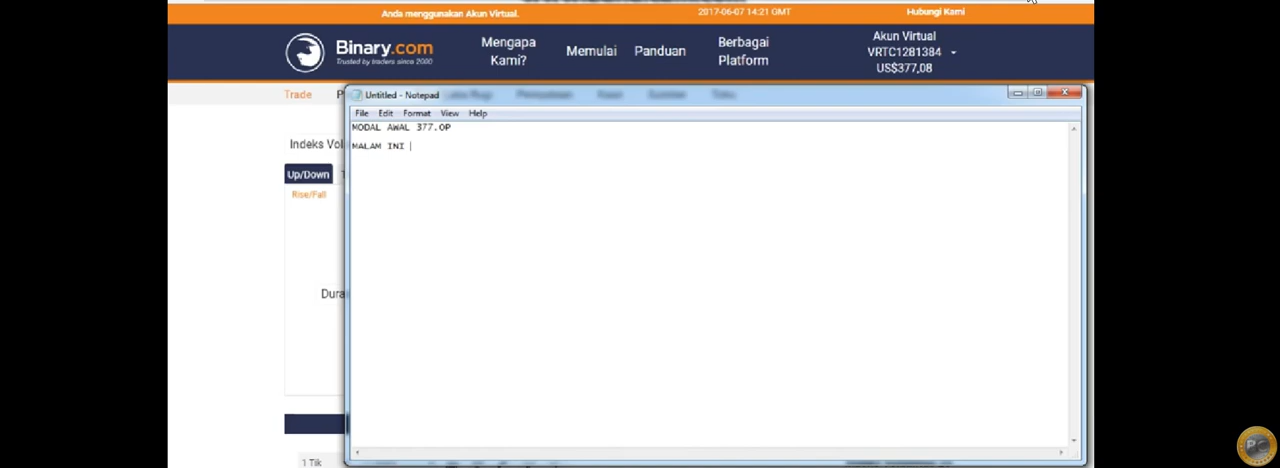 Anda menggunakan Akun Virtual.
2017-06-07 14:21 GMT
Hubungi Kami
Binary.com
Trusted by traders since 2000
Mengapa Kami?
Memulai
Panduan
Berbagai Platform
Akun Virtual
VRTC1281384
US$377,08
Trade
Untitled - Notepad
File Edit Format View Help
MODAL AWAL 377.OP
MALAM INI
Indeks Vol
Up/Down
Rise/Fall
Dura
1 Tik